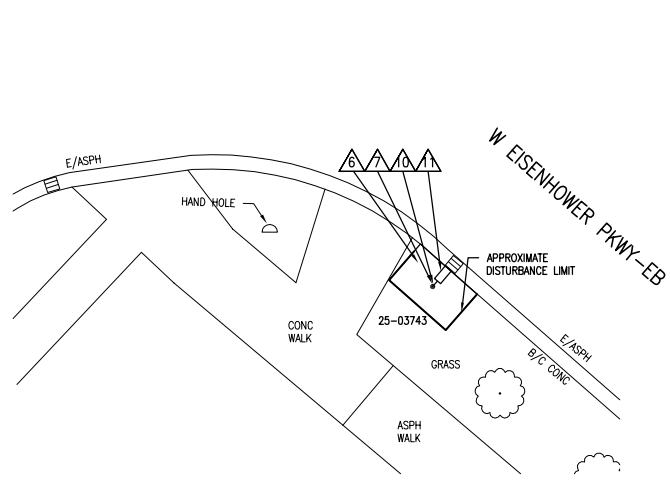 W EISENHOWER PKWY-EB
E/ASPH
6 7 10 11
HAND HOLE
APPROXIMATE
DISTURBANCE LIMIT
25-03743
CONC
WALK
E/ASPH
B/C CONC
GRASS
ASPH
WALK